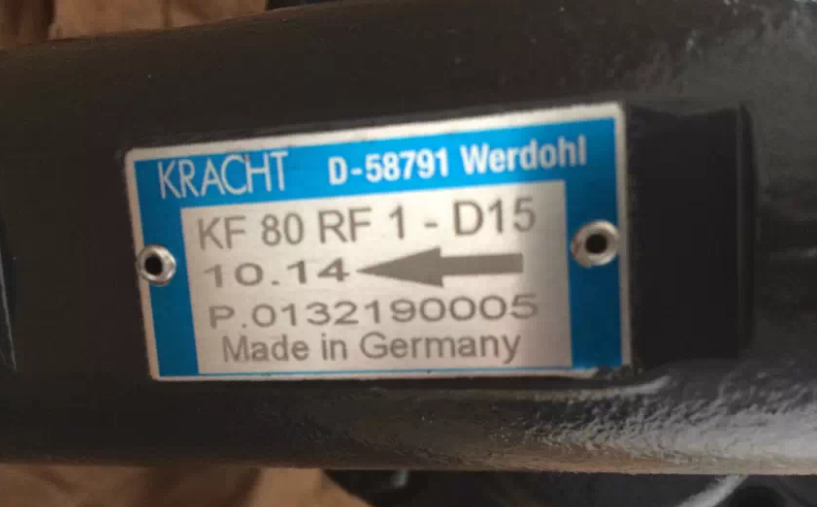 KRACHT D-58791 Werdohl
KF 80 RF 1 - D15
10.14
P.0132190005
Made in Germany